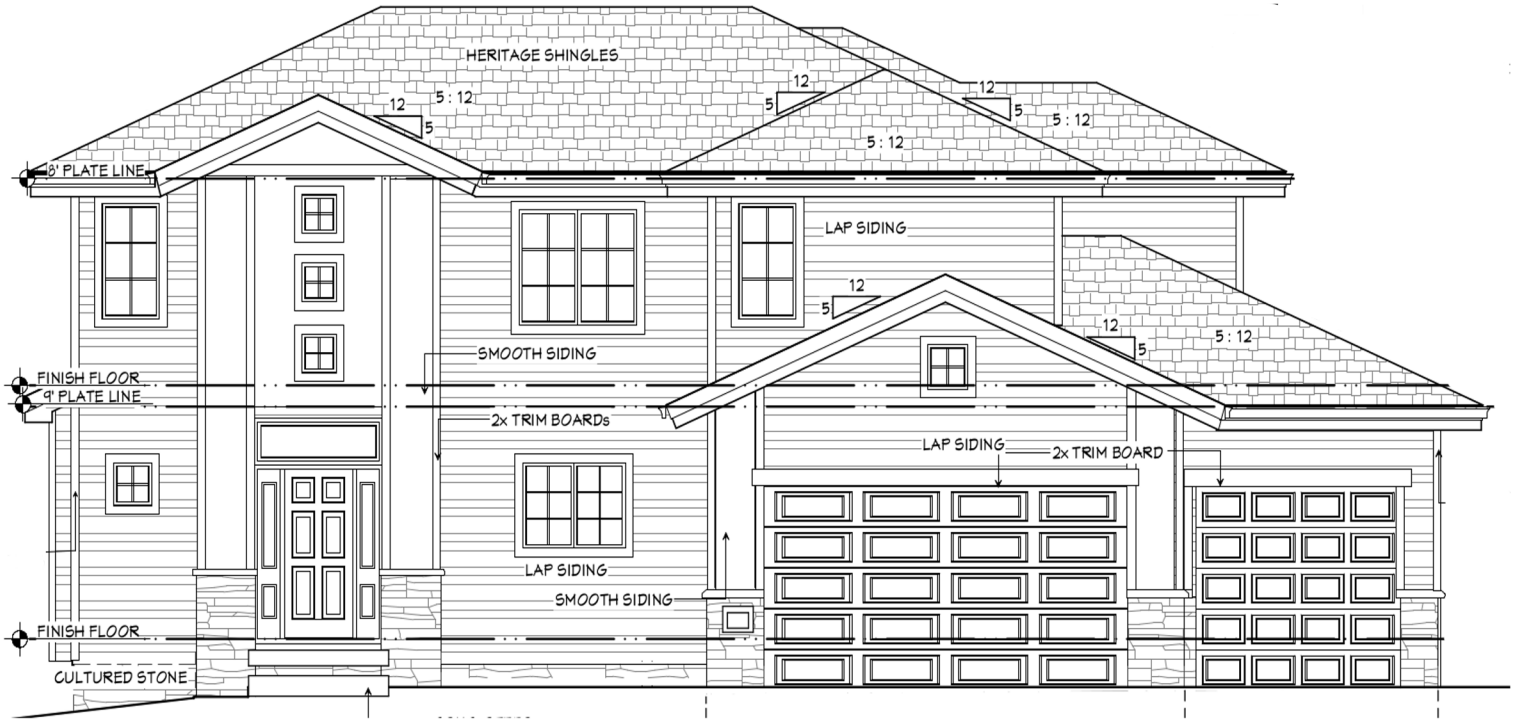 HERITAGE SHINGLES
12
5 : 12
5
12
5
12
5
5 : 12
5 : 12
8' PLATE LINE
LAP SIDING
12
5
12
5
5 : 12
SMOOTH SIDING
FINISH FLOOR
9' PLATE LINE
2x TRIM BOARDs
LAP SIDING
2x TRIM BOARD
LAP SIDING
SMOOTH SIDING
FINISH FLOOR
CULTURED STONE